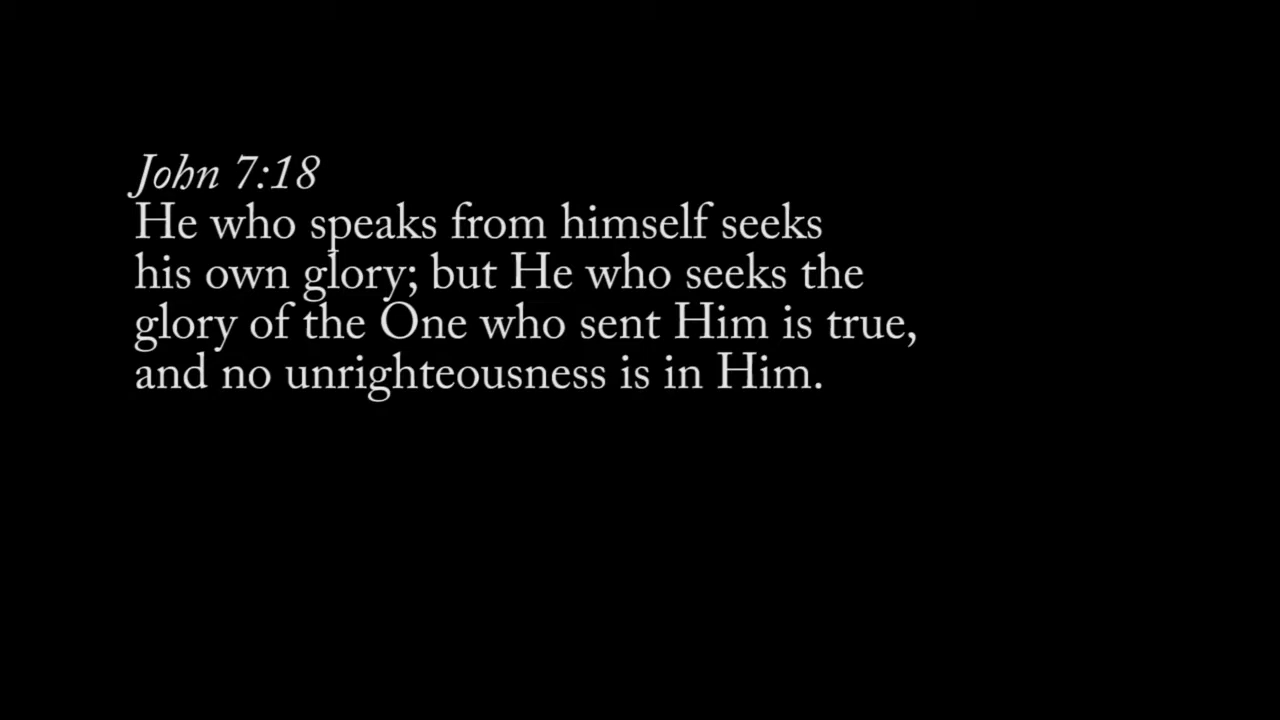 John 7:18
He who speaks from himself seeks
his own glory; but He who seeks the
glory of the One who sent Him is true,
and no unrighteousness is in Him.